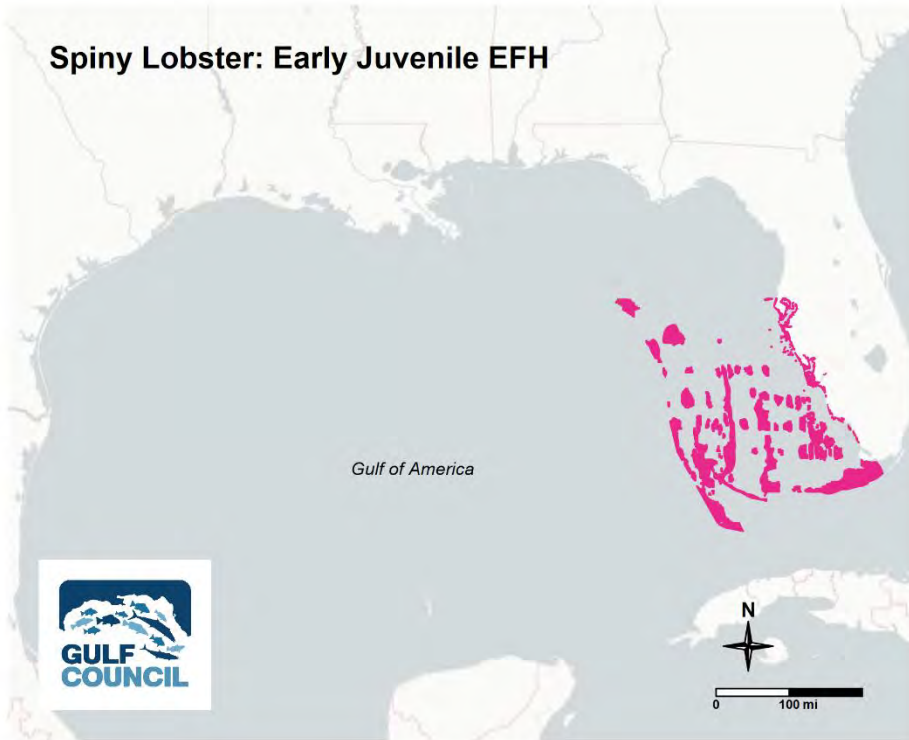 Spiny Lobster: Early Juvenile EFH
Gulf of America
GULF
COUNCIL
N
0 100 mi